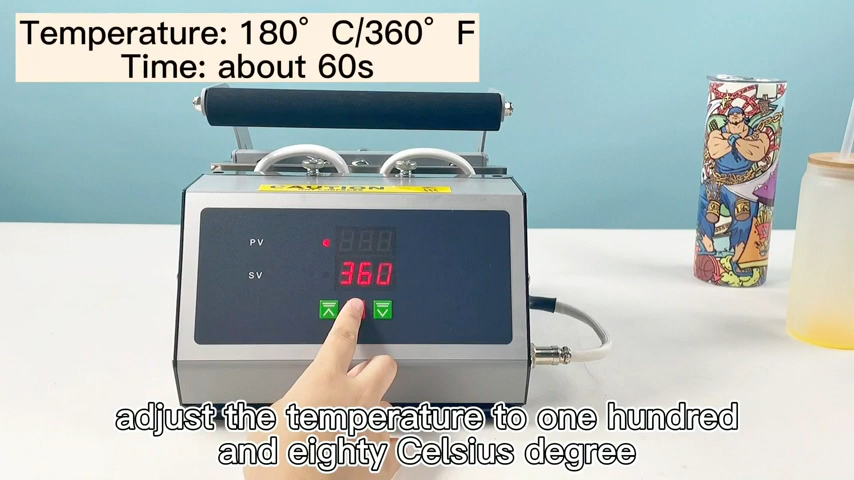 Temperature: 180° C/360° F
Time: about 60s
CAUTION
PV
SV
360
adjust the temperature to one hundred
and eighty Celsius degree